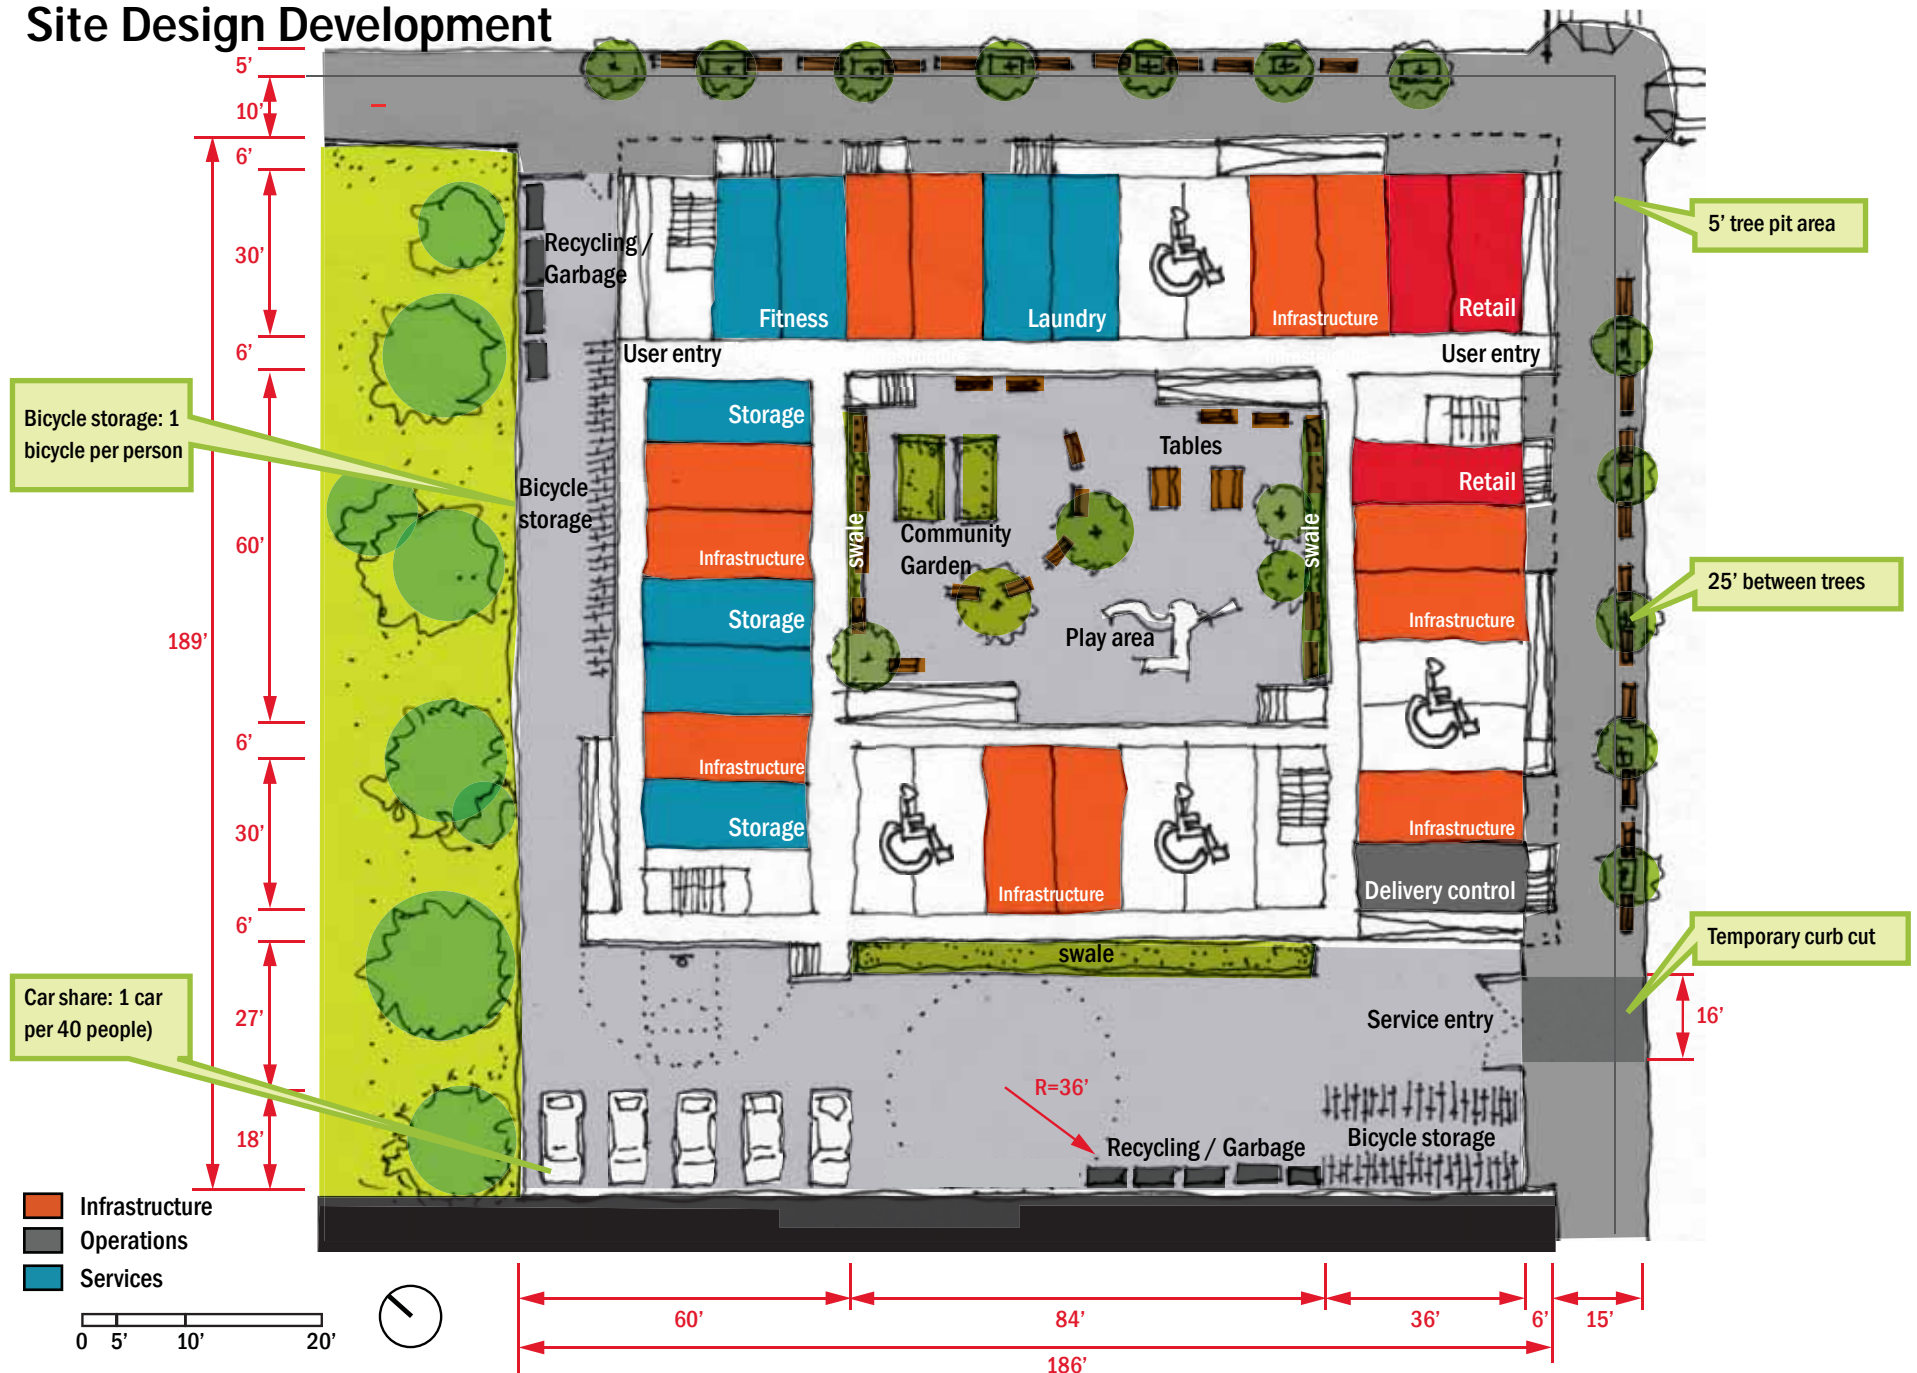 Site Design Development
5’
10’
6’
30’
6’
60’
189’
6’
30’
6’
27’
18’
Recycling /
Garbage
Fitness
Laundry
Infrastructure
Retail
User entry
User entry
5’ tree pit area
Bicycle storage: 1
bicycle per person
Bicycle
storage
Storage
Infrastructure
Storage
Infrastructure
Storage
swale
Community
Garden
Tables
Play area
swale
Retail
Infrastructure
25’ between trees
Infrastructure
Infrastructure
Delivery control
swale
Temporary curb cut
Car share: 1 car
per 40 people)
Service entry
16’
R=36’
Recycling / Garbage
Bicycle storage
Infrastructure
Operations
Services
0 5’ 10’ 20’
60’
84’
36’
6’
15’
186’